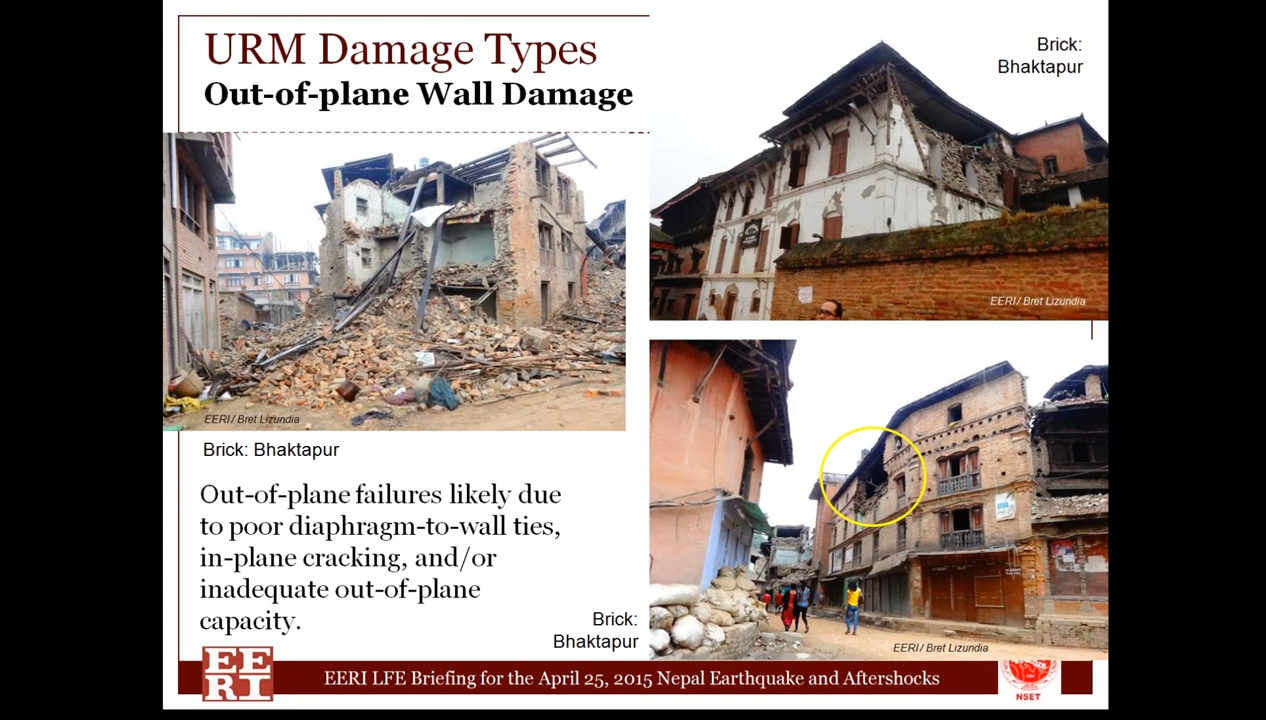 URM Damage Types
Out-of-plane Wall Damage
Brick:
Bhaktapur
EERI / Bret Lizundia
EERI / Bret Lizundia
Brick: Bhaktapur
Out-of-plane failures likely due
to poor diaphragm-to-wall ties,
in-plane cracking, and/or
inadequate out-of-plane
capacity.
Brick:
Bhaktapur
EERI / Bret Lizundia
EE
RI
EERI LFE Briefing for the April 25, 2015 Nepal Earthquake and Aftershocks
NSET